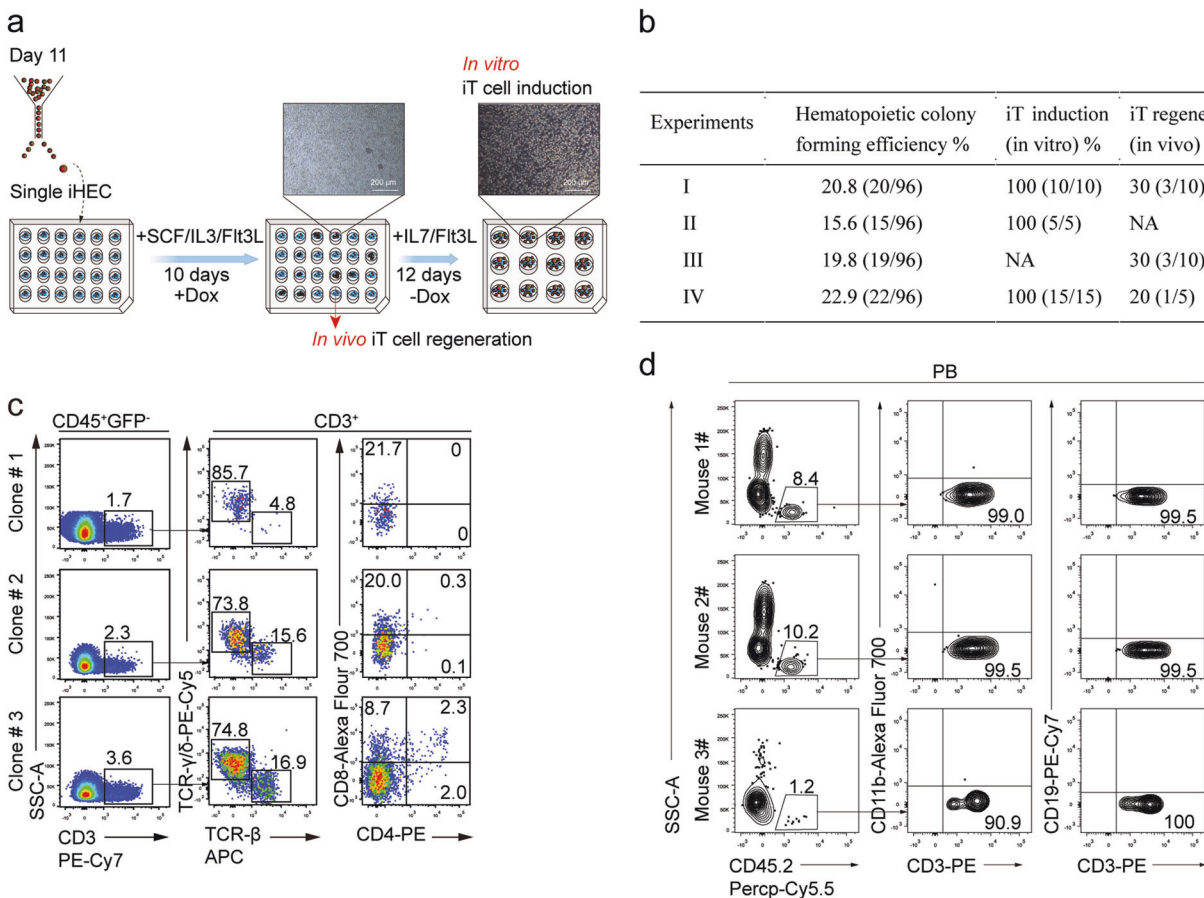 a
Day 11
Single iHEC
+SCF/IL3/Flt3L
10 days
+Dox
200 µm
In vivo iT cell regeneration
+IL7/Flt3L
12 days
-Dox
In vitro
iT cell induction
200 µm
b
Experiments
Hematopoietic colony
forming efficiency %
iT induction
(in vitro) %
iT regene
(in vivo)
I 20.8 (20/96) 100 (10/10) 30 (3/10)
II 15.6 (15/96) 100 (5/5) NA
III 19.8 (19/96) NA 30 (3/10)
IV 22.9 (22/96) 100 (15/15) 20 (1/5)
c
CD45+GFP-
CD3+
Clone # 1
1.7
85.7
4.8
21.7
0
0
Clone # 2
2.3
73.8
15.6
20.0
0.3
0.1
Clone # 3
3.6
74.8
16.9
8.7
2.3
2.0
SSC-A
TCR-γ/δ-PE-Cy5
CD8-Alexa Flour 700
CD3
PE-Cy7
TCR-β
APC
CD4-PE
d
PB
Mouse 1#
8.4
99.0
99.5
Mouse 2#
10.2
99.5
99.5
Mouse 3#
1.2
90.9
100
SSC-A
CD11b-Alexa Fluor 700
CD19-PE-Cy7
CD45.2
Percp-Cy5.5
CD3-PE
CD3-PE